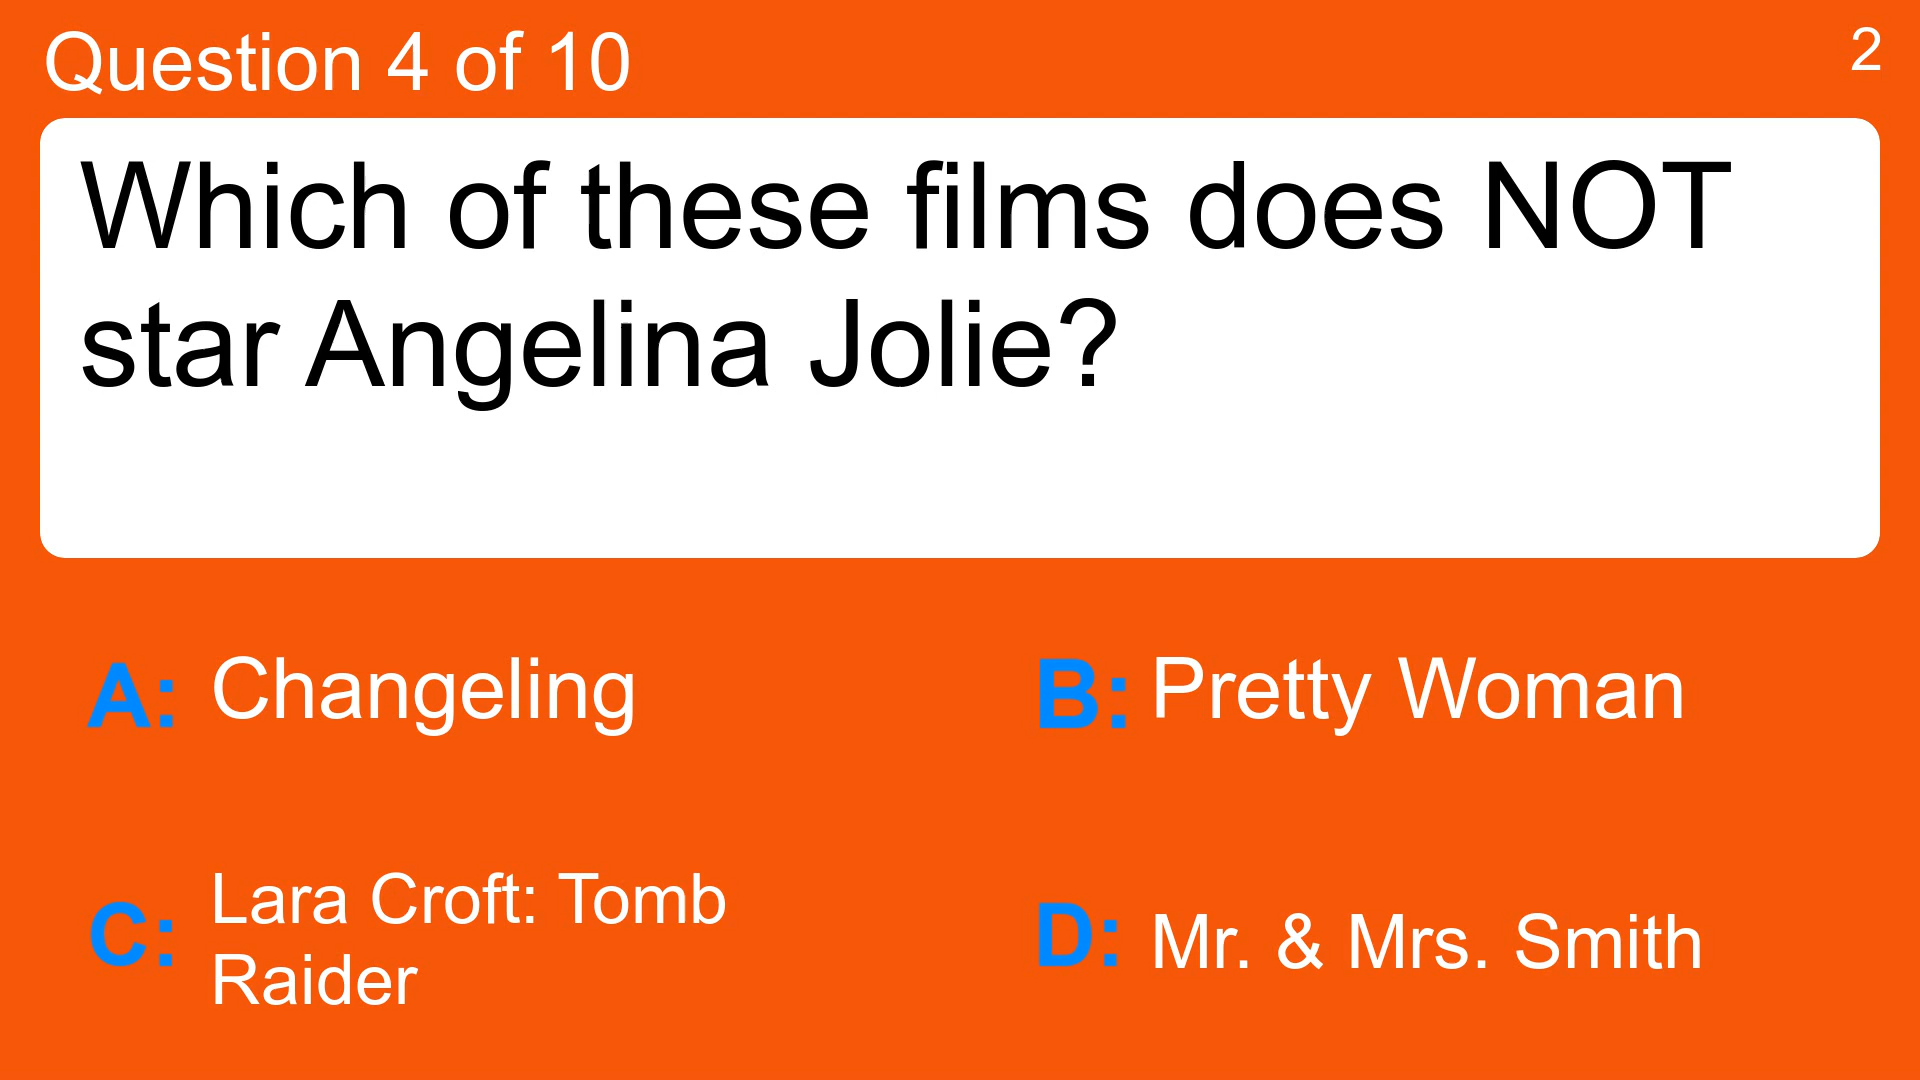 Question 4 of 10
2
Which of these films does NOT
star Angelina Jolie?
A: Changeling
B: Pretty Woman
C: Lara Croft: Tomb
Raider
D: Mr. & Mrs. Smith